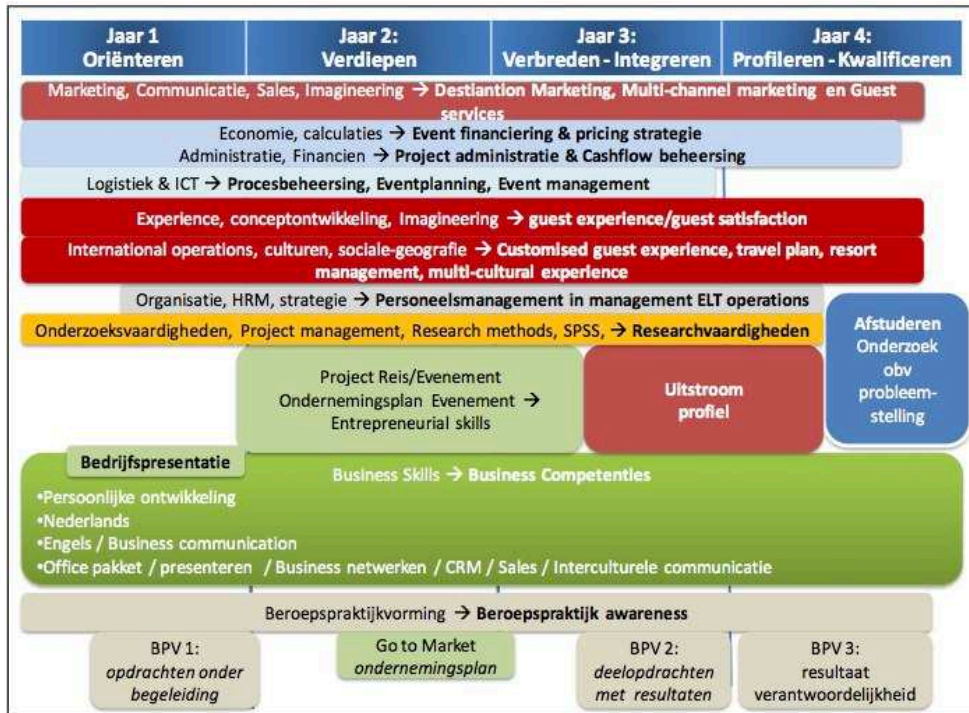 Jaar 1
Oriënteren
Jaar 2:
Verdiepen
Jaar 3:
Verbreden - Integreren
Jaar 4:
Profileren - Kwalificeren
Marketing, Communicatie, Sales, Imagineering → Destiantion Marketing, Multi-channel marketing en Guest
services
Economie, calculaties → Event financiering & pricing strategie
Administratie, Financien → Project administratie & Cashflow beheersing
Logistiek & ICT → Procesbeheersing, Eventplanning, Event management
Experience, conceptontwikkeling, Imagineering → guest experience/guest satisfaction
International operations, culturen, sociale-geografie → Customised guest experience, travel plan, resort
management, multi-cultural experience
Organisatie, HRM, strategie → Personeelsmanagement in management ELT operations
Onderzoeksvaardigheden, Project management, Research methods, SPSS, → Researchvaardigheden
Afstuderen
Onderzoek
obv
probleem-
stelling
Project Reis/Evenement
Ondernemingsplan Evenement →
Entrepreneurial skills
Uitstroom
profiel
Bedrijfspresentatie
Business Skills → Business Competenties
•Persoonlijke ontwikkeling
•Nederlands
•Engels / Business communication
•Office pakket / presenteren / Business netwerken / CRM / Sales / Interculturele communicatie
Beroepspraktijkvorming → Beroepspraktijk awareness
BPV 1:
opdrachten onder
begeleiding
Go to Market
ondernemingsplan
BPV 2:
deelopdrachten
met resultaten
BPV 3:
resultaat
verantwoordelijkheid